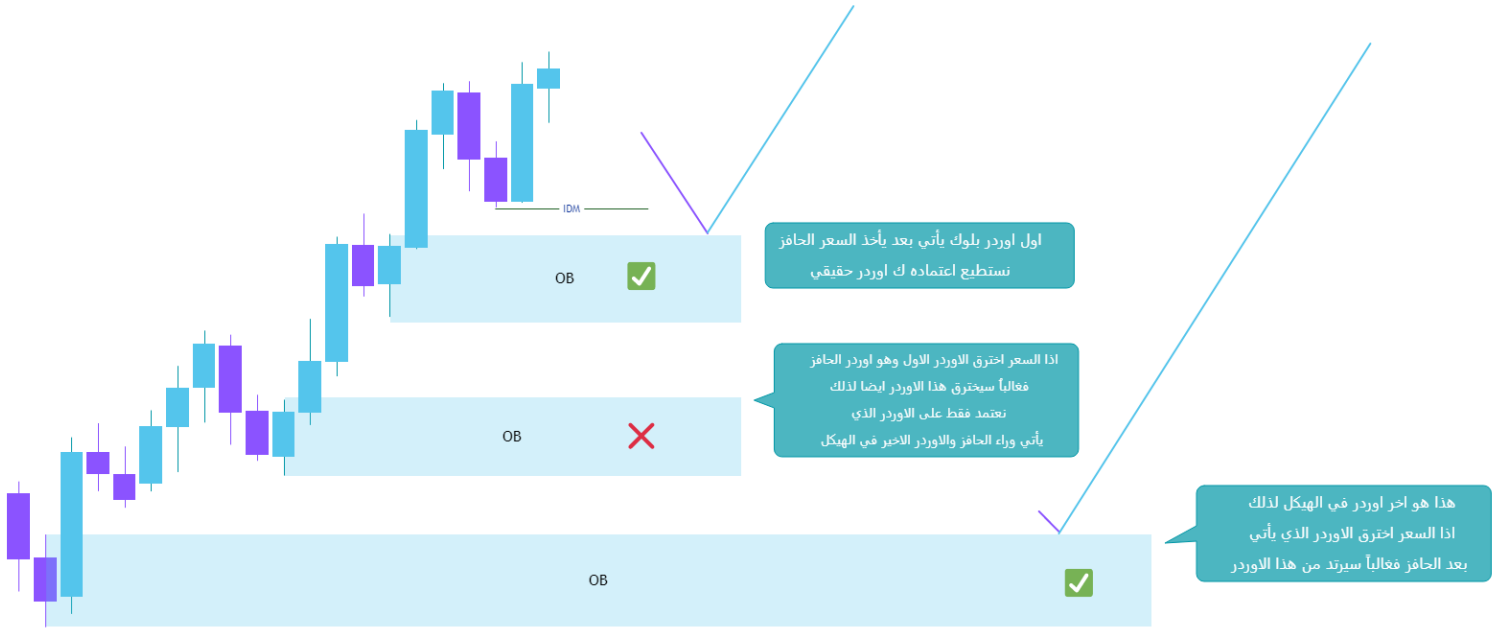 IDM
اول اوردر بلوك يأتي بعد يأخذ السعر الحافز
نستطيع اعتماده ك اوردر حقيقي
OB
اذا السعر اخترق الاوردر الاول وهو اوردر الحافز
فغالباً سيخترق هذا الاوردر ايضا لذلك
نعتمد فقط على الاوردر الذي
يأتي وراء الحافز والاوردر الاخير في الهيكل
OB
هذا هو اخر اوردر في الهيكل لذلك
اذا السعر اخترق الاوردر الذي يأتي
بعد الحافز فغالباً سيرتد من هذا الاوردر
OB